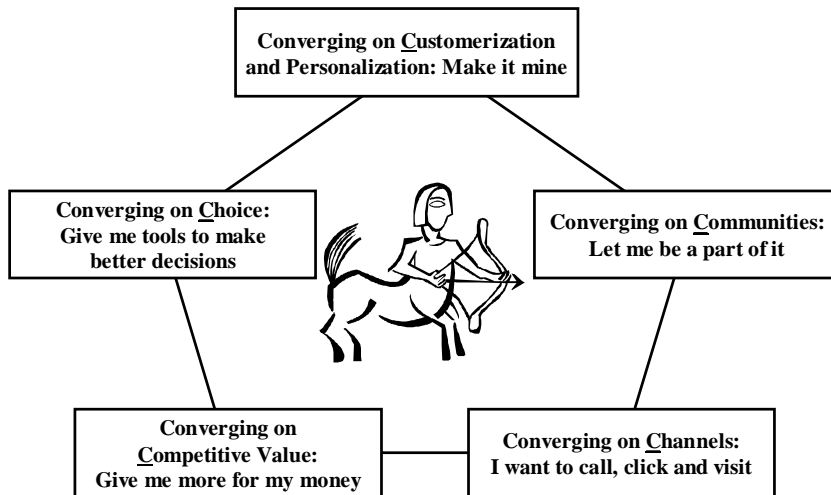 Converging on Customerization
and Personalization: Make it mine
Converging on Choice:
Give me tools to make
better decisions
Converging on Communities:
Let me be a part of it
Converging on
Competitive Value:
Give me more for my money
Converging on Channels:
I want to call, click and visit